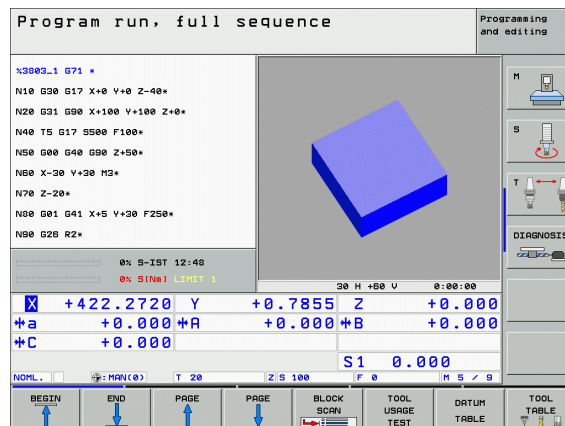 Program run, full sequence
Programming
and editing
%3803_1 G71 *
N10 G30 G17 X+0 Y+0 Z-40*
N20 G31 G90 X+100 Y+100 Z+0*
N40 T5 G17 S500 F100*
N50 G00 G40 G90 Z+50*
N60 X-30 Y+30 M3*
N70 Z-20*
N80 G01 G41 X+5 Y+30 F250*
N90 G26 R2*
M
S
T
DIAGNOSIS
0% S-IST 12:48
0% S[Nm] LIMIT 1
30 H +60 V 0:00:00
X +422.2720 Y +0.7855 Z +0.000
a +0.000 A +0.000 B +0.000
C +0.000
S1 0.000
NOML. :MAN(0) T 20 Z S 100 F 0 M 5 / 9
BEGIN
END
PAGE
PAGE
BLOCK
SCAN
TOOL
USAGE
TEST
DATUM
TABLE
TOOL
TABLE